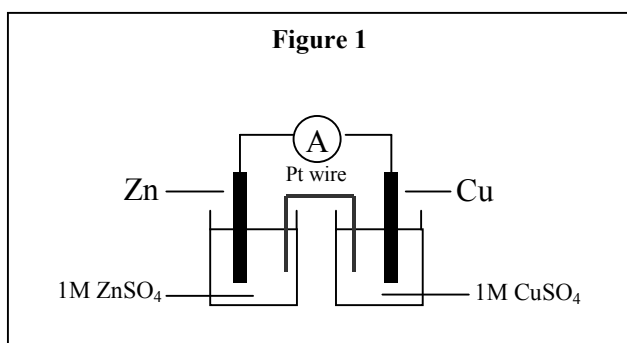 Figure 1
A
Pt wire
Zn
Cu
1M ZnSO₄
1M CuSO₄